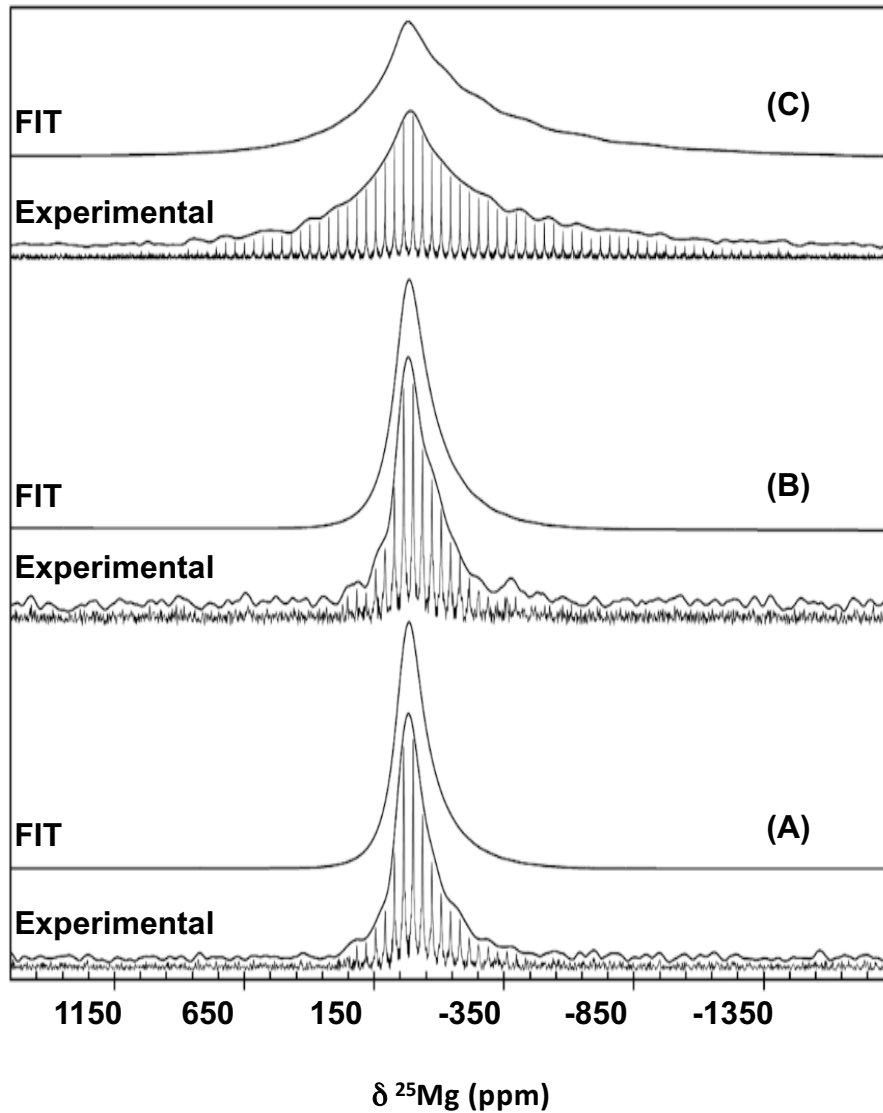 (C)
FIT
Experimental
(B)
FIT
Experimental
(A)
FIT
Experimental
1150 650 150 -350 -850 -1350
δ ²⁵Mg (ppm)